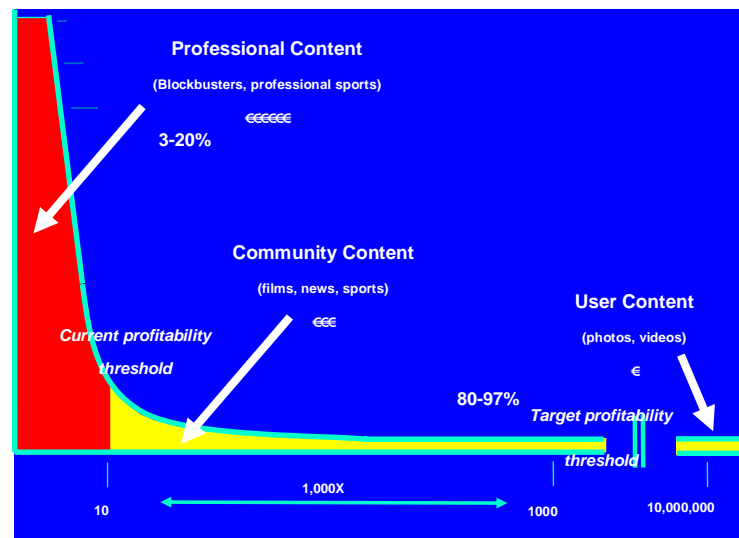 Professional Content
(Blockbusters, professional sports)
€€€€€€
3-20%
Community Content
(films, news, sports)
€€€
User Content
(photos, videos)
€
Current profitability
threshold
80-97%
Target profitability
threshold
1,000X
10
1000
10,000,000